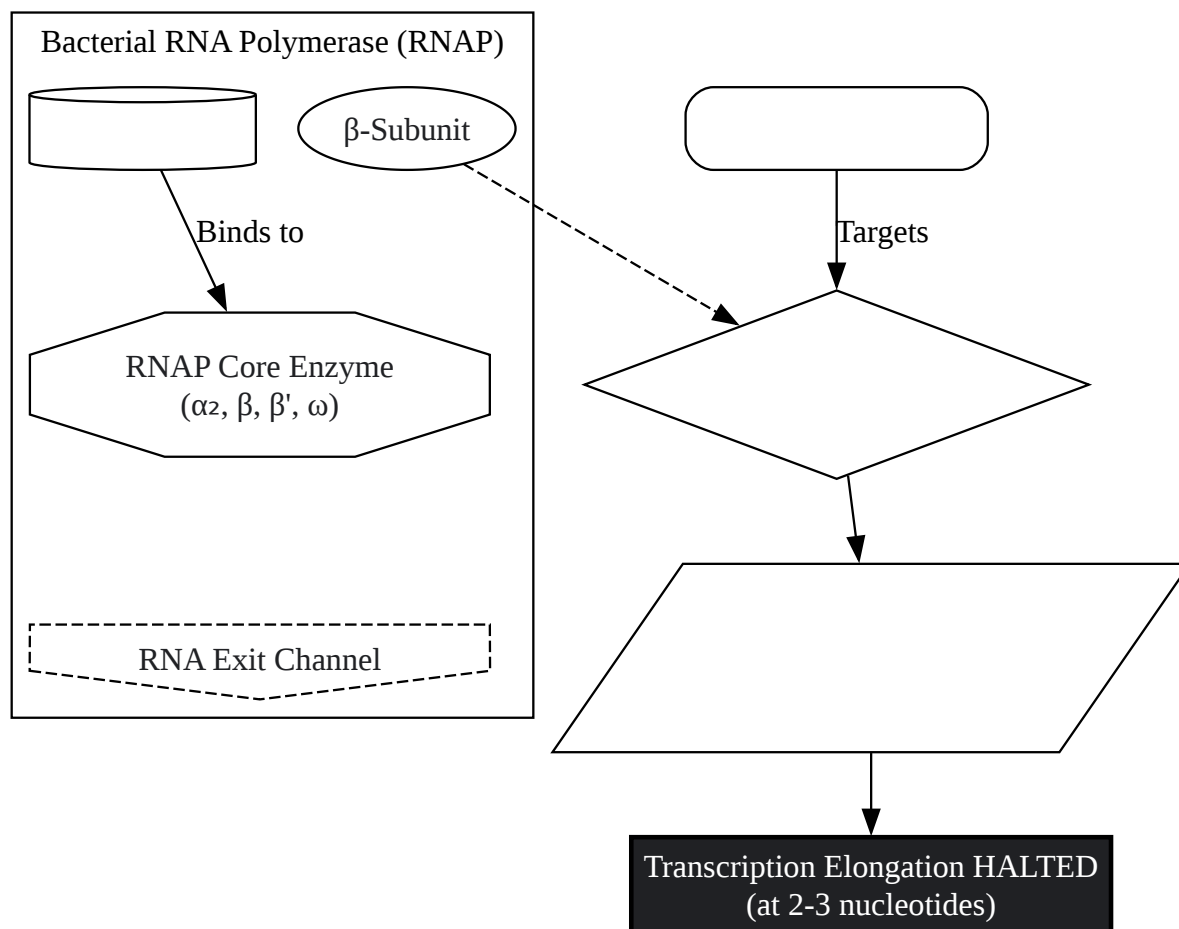 Bacterial RNA Polymerase (RNAP)
β-Subunit
Binds to
Targets
RNAP Core Enzyme
(α₂, β, β', ω)
RNA Exit Channel
Transcription Elongation HALTED
(at 2-3 nucleotides)